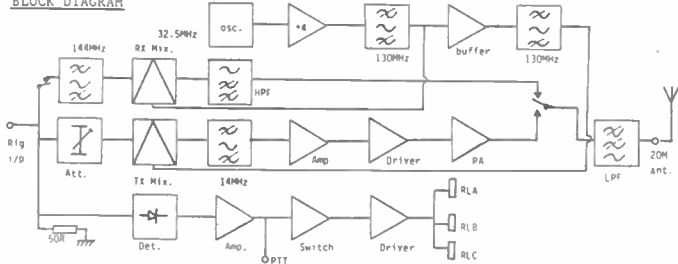 BLOCK DIAGRAM
32.5MHz
osc.
*4
130MHz
buffer
130MHz
144MHz
RX Mix.
HPF
Rig
i/p
Att.
TX Mix.
14MHz
Amp
Driver
PA
LPF
20M
ant.
50R
Det.
Amp.
PTT
Switch
Driver
RLA
RLB
RLC